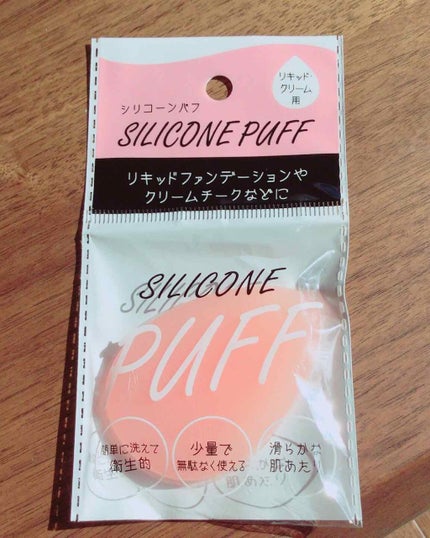 リキッド・
クリーム
用
シリコーンパフ
SILICONE PUFF
リキッドファンデーションや
クリームチークなどに
SILICONE
PUFF
簡単に洗えて
衛生的
少量で
無駄なく使える
滑らかな
肌あたり